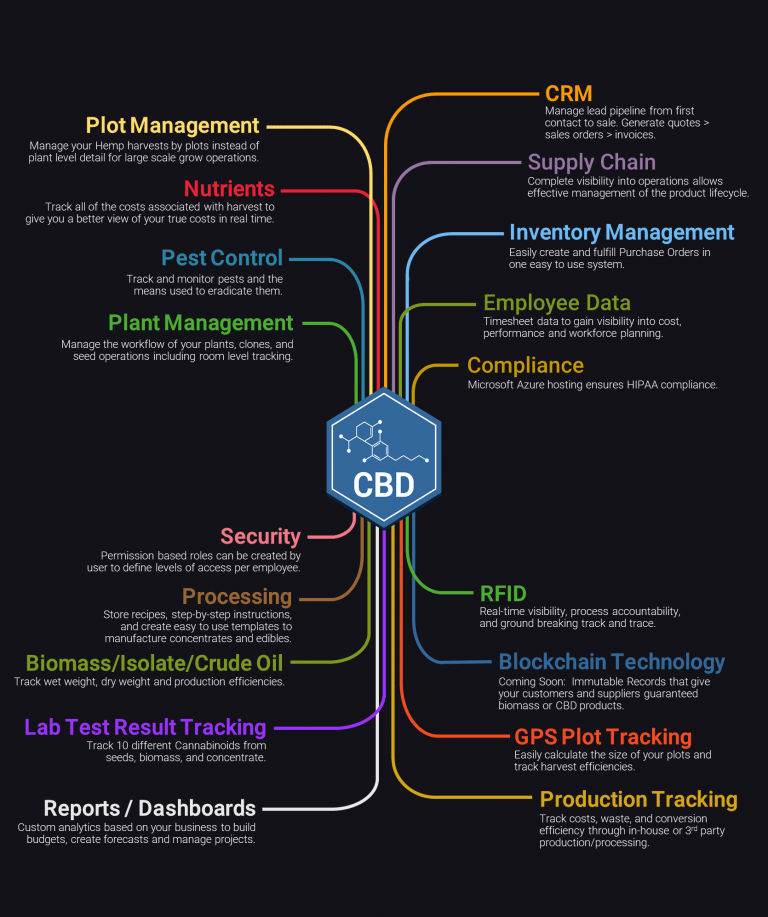 Plot Management
Manage your Hemp harvests by plots instead of
plant level detail for large scale grow operations.
Nutrients
Track all of the costs associated with harvest to
give you a better view of your true costs in real time.
Pest Control
Track and monitor pests and the
means used to eradicate them.
Plant Management
Manage the workflow of your plants, clones, and
seed operations including room level tracking.
CRM
Manage lead pipeline from first
contact to sale. Generate quotes >
sales orders > invoices.
Supply Chain
Complete visibility into operations allows
effective management of the product lifecycle.
Inventory Management
Easily create and fulfill Purchase Orders in
one easy to use system.
Employee Data
Timesheet data to gain visibility into cost,
performance and workforce planning.
Compliance
Microsoft Azure hosting ensures HIPAA compliance.
CBD
Security
Permission based roles can be created by
user to define levels of access per employee.
Processing
Store recipes, step-by-step instructions,
and create easy to use templates to
manufacture concentrates and edibles.
Biomass/Isolate/Crude Oil
Track wet weight, dry weight and production efficiencies.
Lab Test Result Tracking
Track 10 different Cannabinoids from
seeds, biomass, and concentrate.
Reports / Dashboards
Custom analytics based on your business to build
budgets, create forecasts and manage projects.
RFID
Real-time visibility, process accountability,
and ground breaking track and trace.
Blockchain Technology
Coming Soon: Immutable Records that give
your customers and suppliers guaranteed
biomass or CBD products.
GPS Plot Tracking
Easily calculate the size of your plots and
track harvest efficiencies.
Production Tracking
Track costs, waste, and conversion
efficiency through in-house or 3rd party
production/processing.